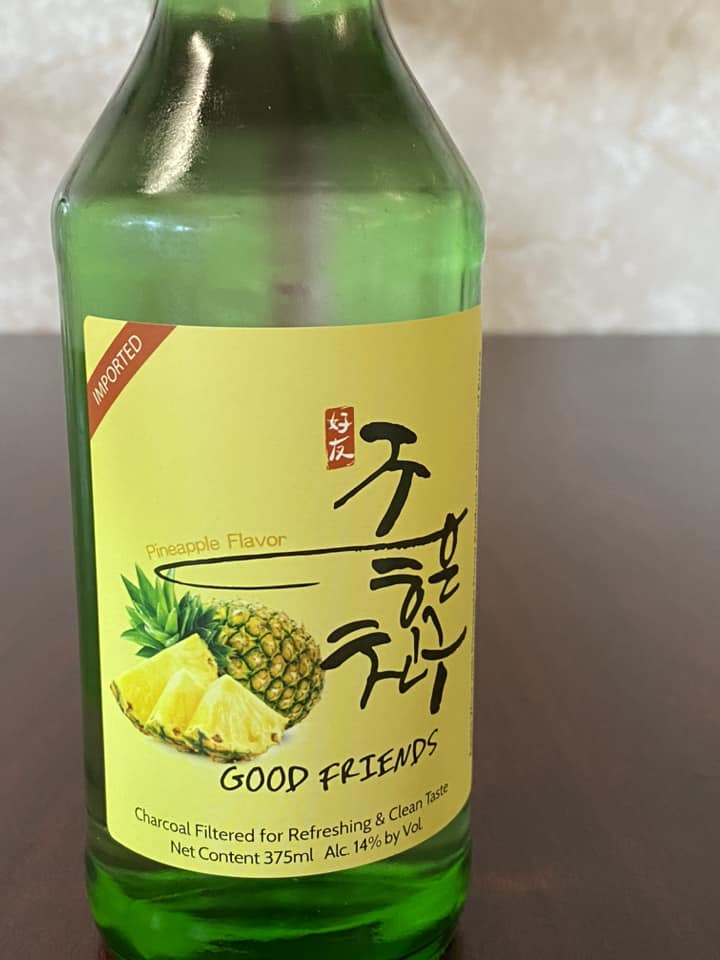 IMPORTED
好友
좋은
친구
Pineapple Flavor
GOOD FRIENDS
Charcoal Filtered for Refreshing & Clean Taste
Net Content 375ml Alc. 14% by Vol.